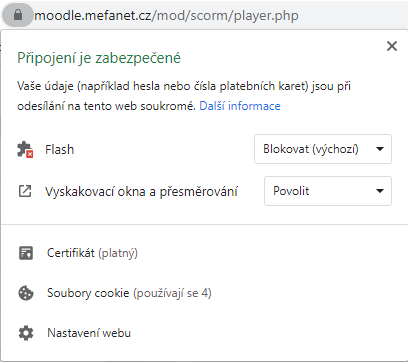 moodle.mefanet.cz/mod/scorm/player.php
Připojení je zabezpečené
Vaše údaje (například hesla nebo čísla platebních karet) jsou při
odesílání na tento web soukromé. Další informace
Flash Blokovat (výchozí)
Vyskakovací okna a přesměrování Povolit
Certifikát (platný)
Soubory cookie (používají se 4)
Nastavení webu